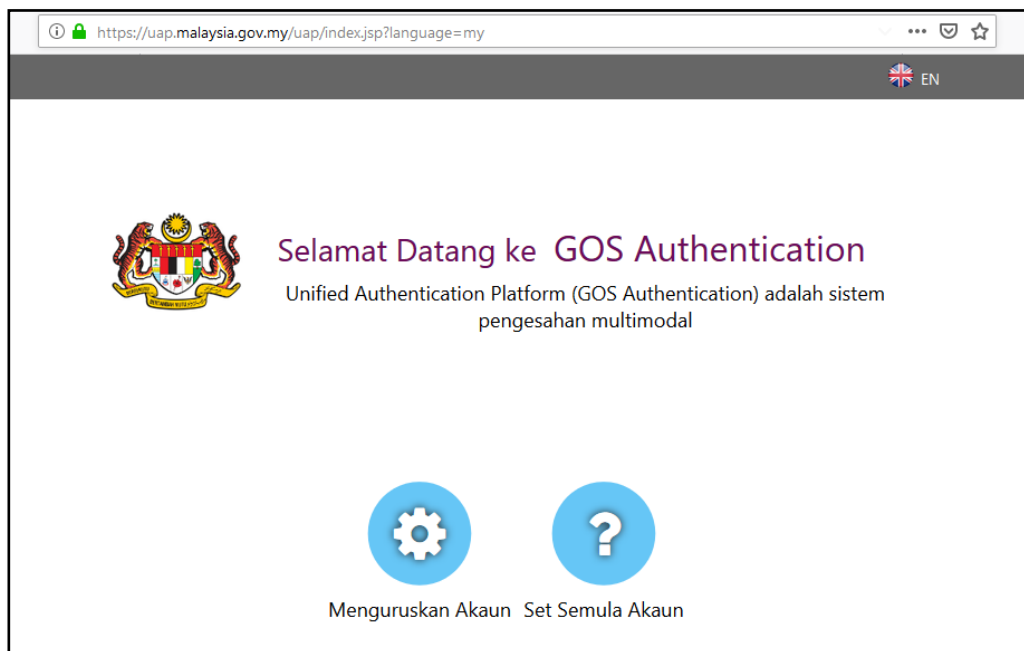 https://uap.malaysia.gov.my/uap/index.jsp?language=my
EN
Selamat Datang ke GOS Authentication
Unified Authentication Platform (GOS Authentication) adalah sistem
pengesahan multimodal
Menguruskan Akaun Set Semula Akaun